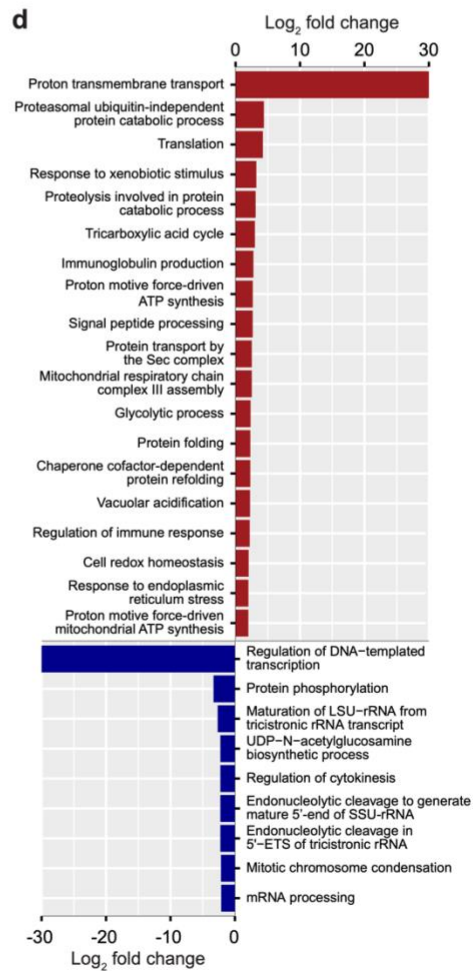 d
Log₂ fold change
0 10 20 30
Proton transmembrane transport
Proteasomal ubiquitin-independent
protein catabolic process
Translation
Response to xenobiotic stimulus
Proteolysis involved in protein
catabolic process
Tricarboxylic acid cycle
Immunoglobulin production
Proton motive force-driven
ATP synthesis
Signal peptide processing
Protein transport by
the Sec complex
Mitochondrial respiratory chain
complex III assembly
Glycolytic process
Protein folding
Chaperone cofactor-dependent
protein refolding
Vacuolar acidification
Regulation of immune response
Cell redox homeostasis
Response to endoplasmic
reticulum stress
Proton motive force-driven
mitochondrial ATP synthesis
Regulation of DNA−templated
transcription
Protein phosphorylation
Maturation of LSU−rRNA from
tricistronic rRNA transcript
UDP−N−acetylglucosamine
biosynthetic process
Regulation of cytokinesis
Endonucleolytic cleavage to generate
mature 5'-end of SSU-rRNA
Endonucleolytic cleavage in
5'−ETS of tricistronic rRNA
Mitotic chromosome condensation
mRNA processing
-30 -20 -10 0
Log₂ fold change